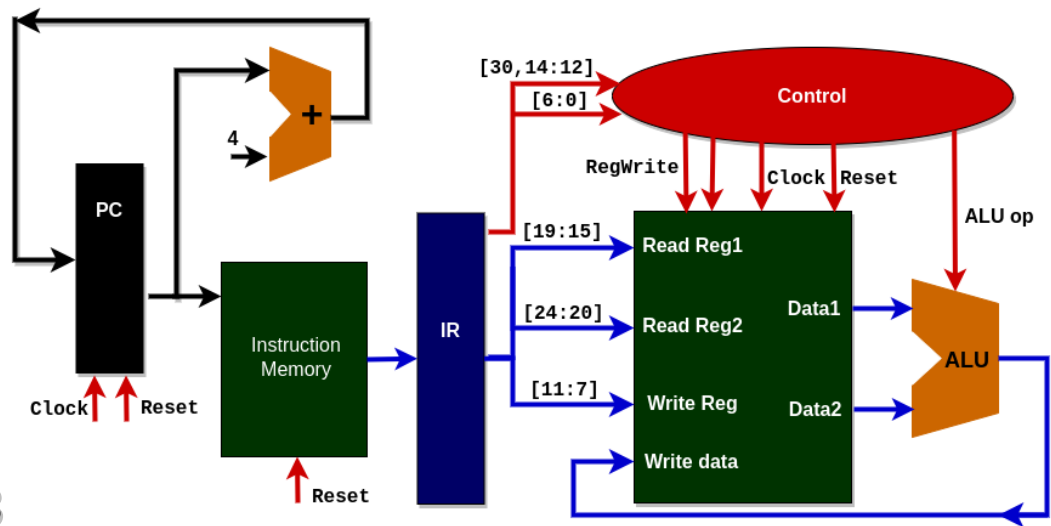 [30,14:12]
[6:0]
Control
+
4
RegWrite
Clock
Reset
PC
ALU op
[19:15]
Read Reg1
[24:20]
Read Reg2
Data1
IR
Instruction
Memory
ALU
[11:7]
Write Reg
Data2
Clock
Reset
Write data
Reset